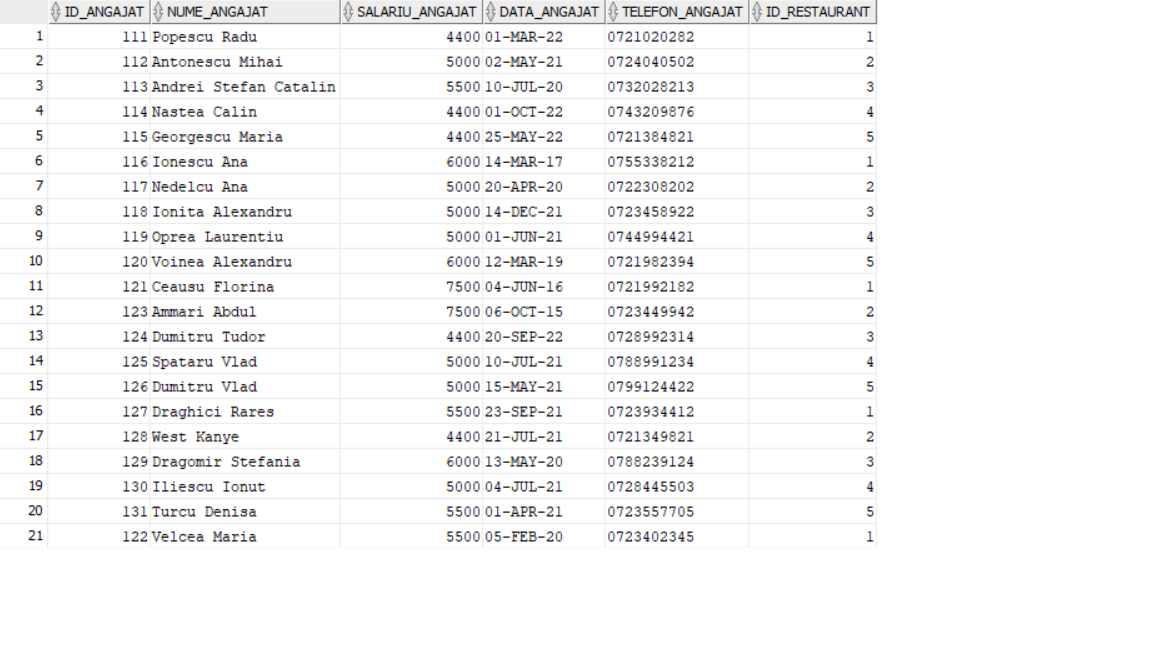 ID_ANGAJAT NUME_ANGAJAT SALARIU_ANGAJAT DATA_ANGAJAT TELEFON_ANGAJAT ID_RESTAURANT
1 111 Popescu Radu 4400 01-MAR-22 0721020282 1
2 112 Antonescu Mihai 5000 02-MAY-21 0724040502 2
3 113 Andrei Stefan Catalin 5500 10-JUL-20 0732028213 3
4 114 Nastea Calin 4400 01-OCT-22 0743209876 4
5 115 Georgescu Maria 4400 25-MAY-22 0721384821 5
6 116 Ionescu Ana 6000 14-MAR-17 0755338212 1
7 117 Nedelcu Ana 5000 20-APR-20 0722308202 2
8 118 Ionita Alexandru 5000 14-DEC-21 0723458922 3
9 119 Oprea Laurentiu 5000 01-JUN-21 0744994421 4
10 120 Voinea Alexandru 6000 12-MAR-19 0721982394 5
11 121 Ceausu Florina 7500 04-JUN-16 0721992182 1
12 123 Ammari Abdul 7500 06-OCT-15 0723449942 2
13 124 Dumitru Tudor 4400 20-SEP-22 0728992314 3
14 125 Spataru Vlad 5000 10-JUL-21 0788991234 4
15 126 Dumitru Vlad 5000 15-MAY-21 0799124422 5
16 127 Draghici Rares 5500 23-SEP-21 0723934412 1
17 128 West Kanye 4400 21-JUL-21 0721349821 2
18 129 Dragomir Stefania 6000 13-MAY-20 0788239124 3
19 130 Iliescu Ionut 5000 04-JUL-21 0728445503 4
20 131 Turcu Denisa 5500 01-APR-21 0723557705 5
21 122 Velcea Maria 5500 05-FEB-20 0723402345 1